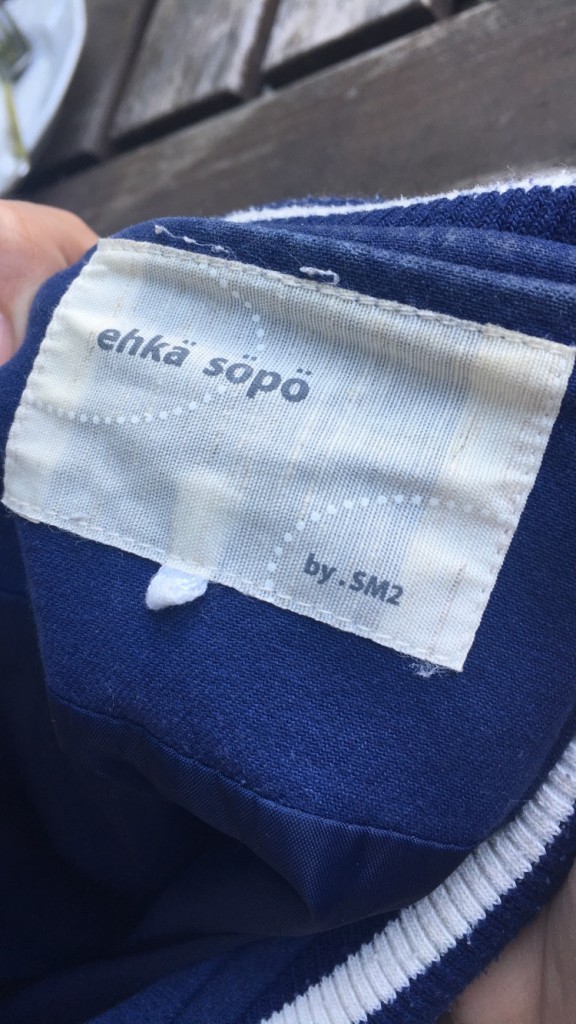 ehkä söpö
by . SM2